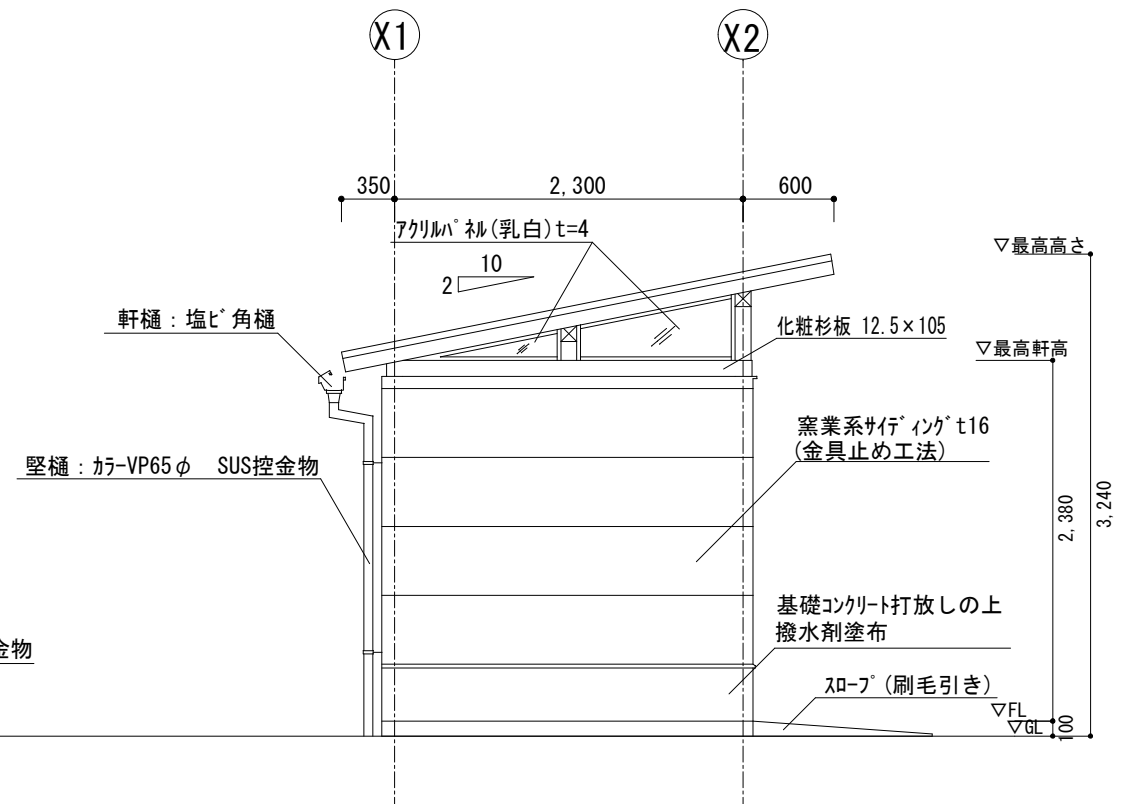 X1
X2
350
2,300
600
アクリルパネル(乳白)t=4
▽最高高さ
10
2
軒樋：塩ビ角樋
化粧杉板 12.5×105
▽最高軒高
窯業系サイディングt16
(金具止め工法)
堅樋：カラーVP65φ SUS控金物
2,380
3,240
基礎コンクリート打放しの上
撥水剤塗布
金物
スロープ(刷毛引き)
▽FL
▽GL
100